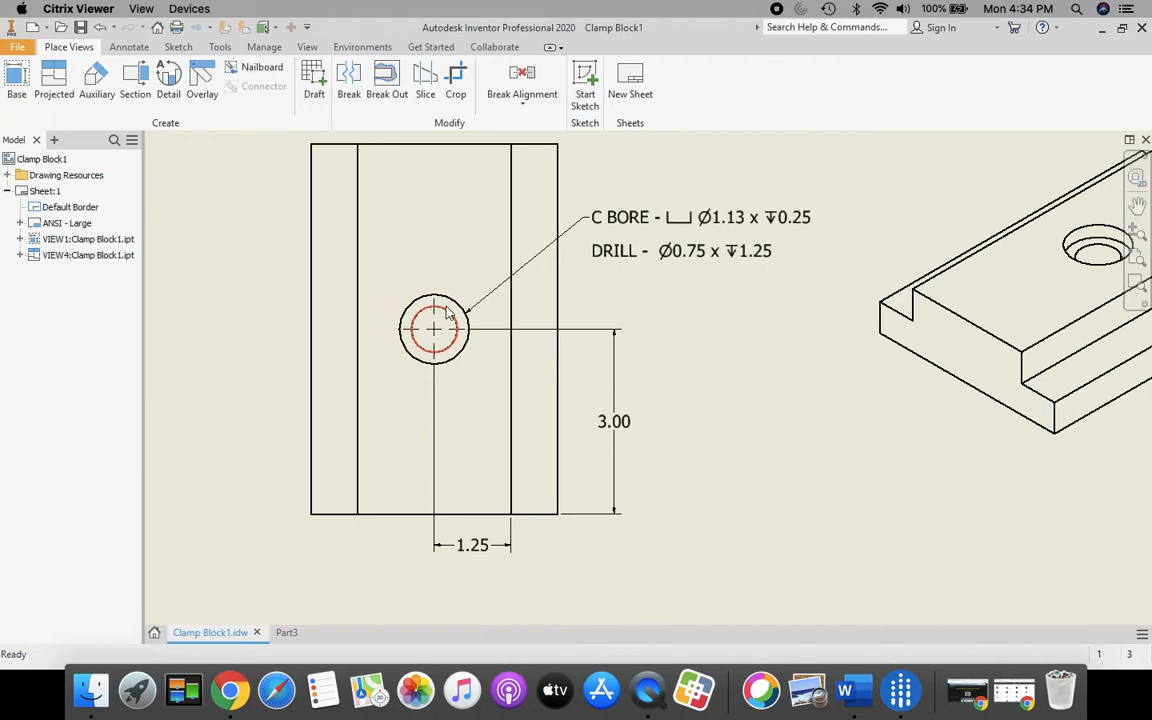 Citrix Viewer View Devices
100% Mon 4:34 PM
PRO
Autodesk Inventor Professional 2020 Clamp Block1
Search Help & Commands...
Sign In
File Place Views Annotate Sketch Tools Manage View Environments Get Started Collaborate
Base Projected Auxiliary Section Detail Overlay
Nailboard
Connector
Draft Break Break Out Slice Crop Break Alignment
Start Sketch
New Sheet
Create Modify Sketch Sheets
Model
Clamp Block1
Drawing Resources
Sheet:1
Default Border
ANSI - Large
VIEW1:Clamp Block1.ipt
VIEW4:Clamp Block1.ipt
C BORE - ⌴ Ø1.13 x ↧0.25
DRILL - Ø0.75 x ↧1.25
3.00
1.25
Clamp Block1.idw Part3
Ready
1 3
tv
W